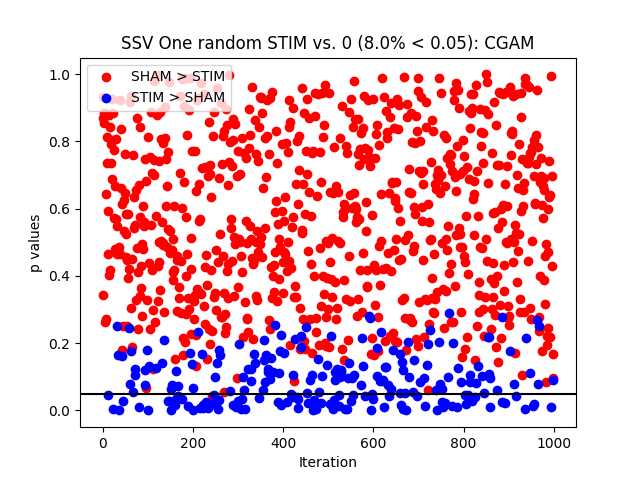 SSV One random STIM vs. 0 (8.0% < 0.05): CGAM
SHAM > STIM
STIM > SHAM
1.0
0.8
0.6
0.4
0.2
0.0
p values
0 200 400 600 800 1000
Iteration